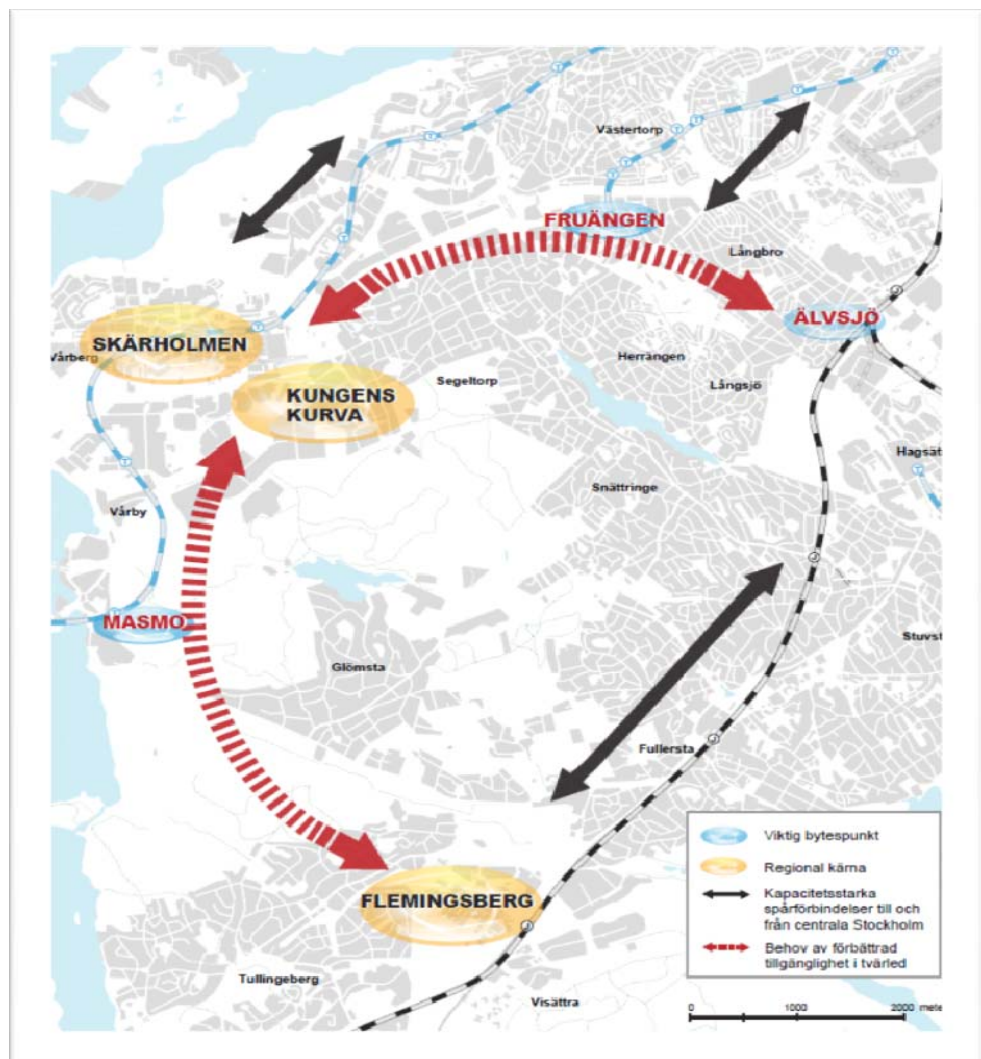 Västertorp
FRUÄNGEN
Långbro
ÄLVSJÖ
SKÄRHOLMEN
Vårberg
Herrängen
Segeltorp
Långsjö
KUNGENS
KURVA
Hagsät
Snättringe
Vårby
MASMO
Stuvst
Glömsta
Fullersta
FLEMINGSBERG
Tullingeberg
Visättra
Viktig bytespunkt
Regional kärna
Kapacitetsstarka
spårförbindelser till och
från centrala Stockholm
Behov av förbättrad
tillgänglighet i tvärled
0 1000 2000 mete